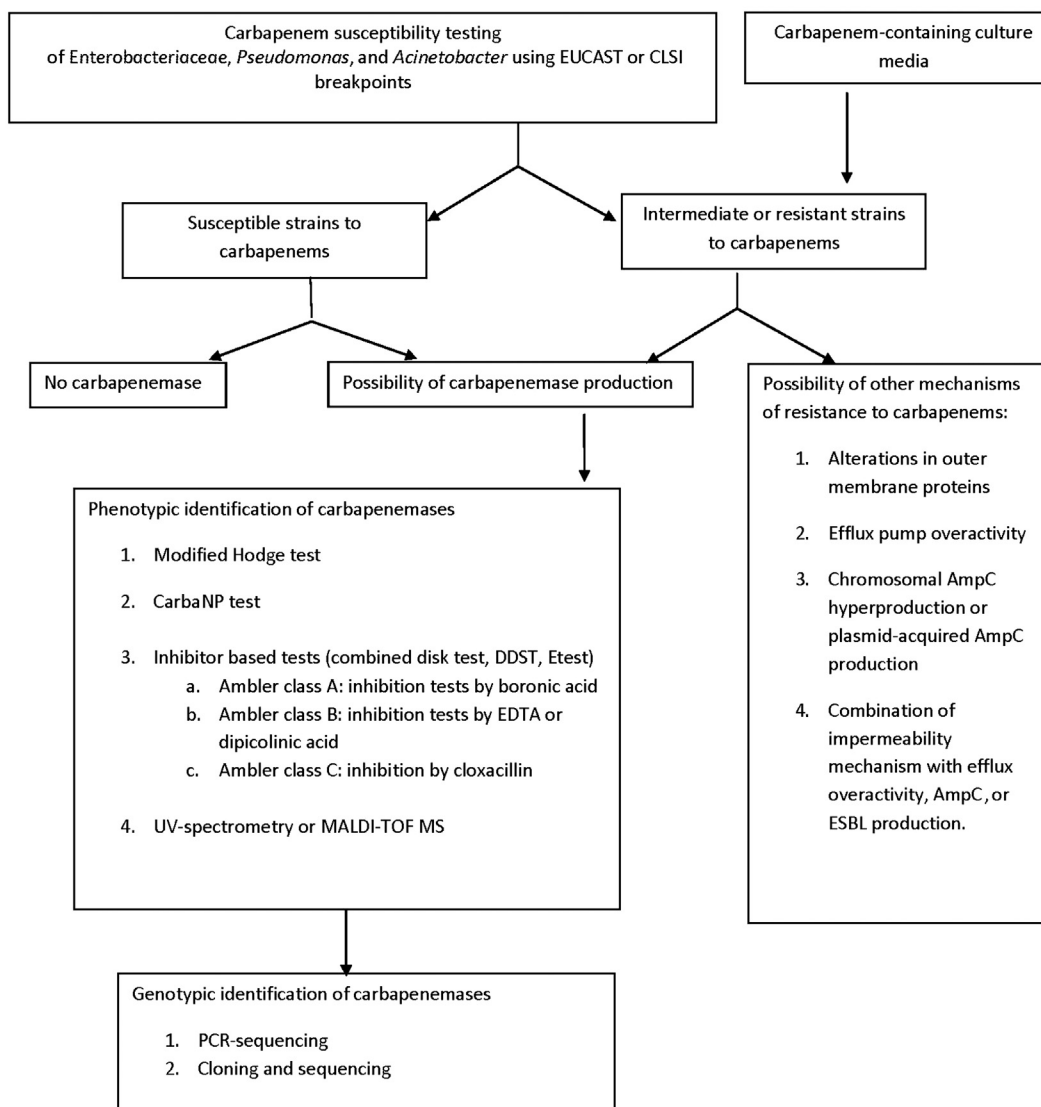 Carbapenem susceptibility testing
of Enterobacteriaceae, Pseudomonas, and Acinetobacter using EUCAST or CLSI
breakpoints
Carbapenem-containing culture
media
Susceptible strains to
carbapenems
Intermediate or resistant strains
to carbapenems
No carbapenemase
Possibility of carbapenemase production
Possibility of other mechanisms
of resistance to carbapenems:
1. Alterations in outer
membrane proteins
2. Efflux pump overactivity
3. Chromosomal AmpC
hyperproduction or
plasmid-acquired AmpC
production
4. Combination of
impermeability
mechanism with efflux
overactivity, AmpC, or
ESBL production.
Phenotypic identification of carbapenemases
1. Modified Hodge test
2. CarbaNP test
3. Inhibitor based tests (combined disk test, DDST, Etest)
a. Ambler class A: inhibition tests by boronic acid
b. Ambler class B: inhibition tests by EDTA or
dipicolinic acid
c. Ambler class C: inhibition by cloxacillin
4. UV-spectrometry or MALDI-TOF MS
Genotypic identification of carbapenemases
1. PCR-sequencing
2. Cloning and sequencing